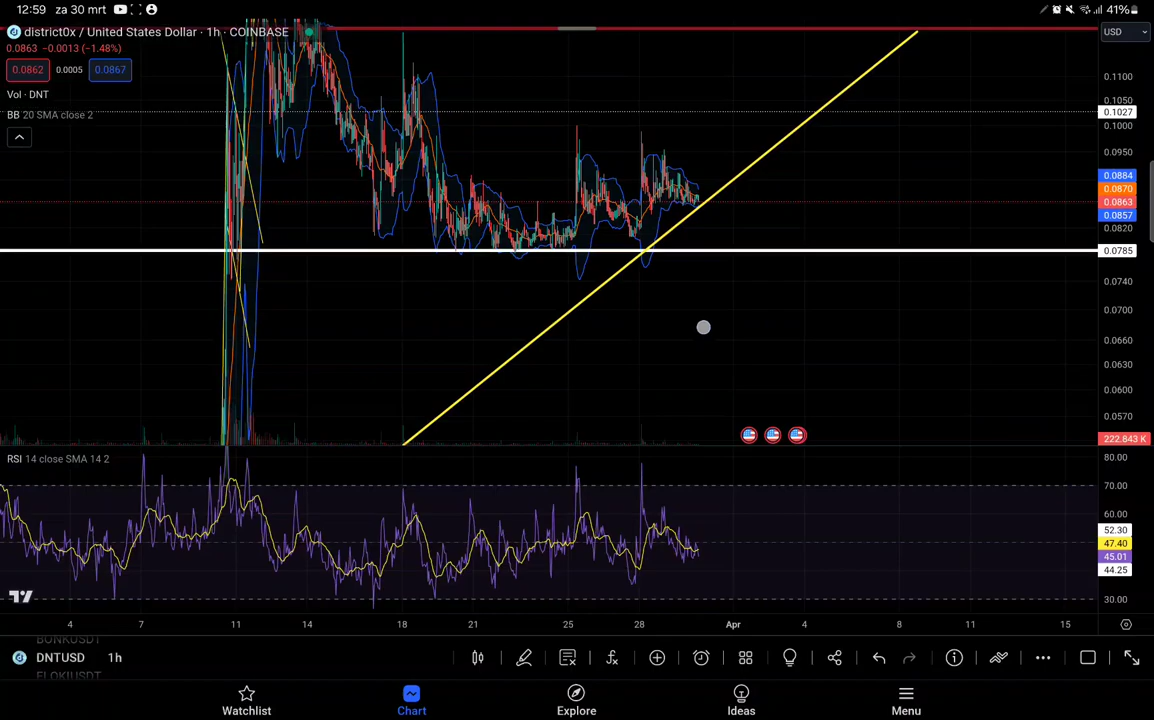 12:59 za 30 mrt 41%
district0x / United States Dollar · 1h · COINBASE
USD
0.0863 −0.0013 (−1.48%)
0.0862 0.0005 0.0867
Vol · DNT
BB 20 SMA close 2
0.1100
0.1050
0.1027
0.1000
0.0950
0.0884
0.0870
0.0863
0.0857
0.0820
0.0785
0.0740
0.0700
0.0660
0.0630
0.0600
0.0570
222.843 K
RSI 14 close SMA 14 2
80.00
70.00
60.00
52.30
47.40
45.01
44.25
30.00
4 7 11 14 18 21 25 28 Apr 4 8 11 15
BONKUSDT
DNTUSD 1h
FLOKIUSDT
Watchlist Chart Explore Ideas Menu